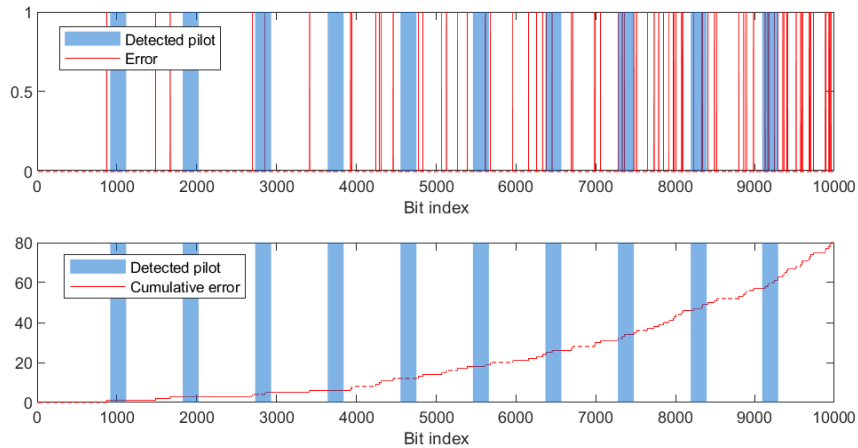 1
Detected pilot
Error
0.5
0
0 1000 2000 3000 4000 5000 6000 7000 8000 9000 10000
Bit index
80
Detected pilot
Cumulative error
60
40
20
0
0 1000 2000 3000 4000 5000 6000 7000 8000 9000 10000
Bit index